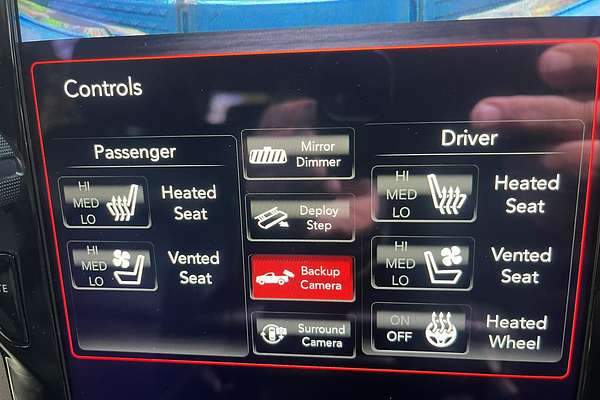 Controls
Passenger
HI
MED
LO
Heated
Seat
HI
MED
LO
Vented
Seat
Mirror
Dimmer
Deploy
Step
Backup
Camera
Surround
Camera
Driver
HI
MED
LO
Heated
Seat
HI
MED
LO
Vented
Seat
ON
OFF
Heated
Wheel